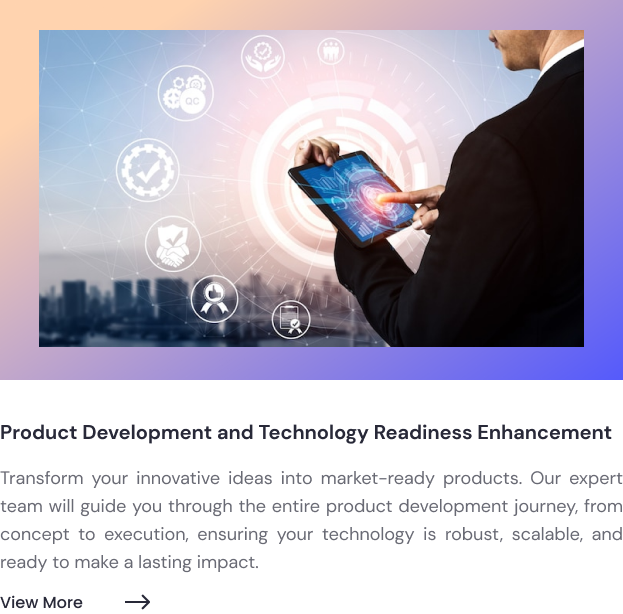 QC
Product Development and Technology Readiness Enhancement
Transform your innovative ideas into market-ready products. Our expert
team will guide you through the entire product development journey, from
concept to execution, ensuring your technology is robust, scalable, and
ready to make a lasting impact.
View More